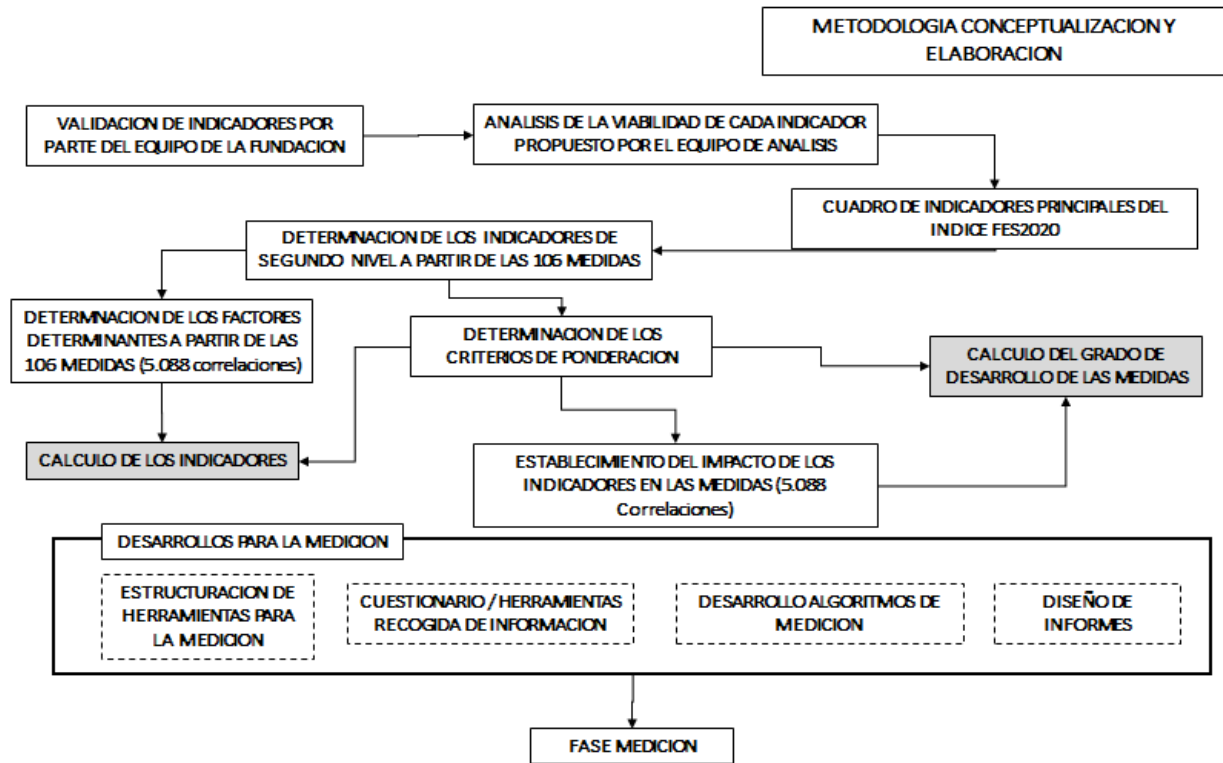 METODOLOGIA CONCEPTUALIZACION Y
ELABORACION
VALIDACION DE INDICADORES POR
PARTE DEL EQUIPO DE LA FUNDACION
ANALISIS DE LA VIABILIDAD DE CADA INDICADOR
PROPUESTO POR EL EQUIPO DE ANALISIS
CUADRO DE INDICADORES PRINCIPALES DEL
INDICE FES2020
DETERMNACION DE LOS INDICADORES DE
SEGUNDO NIVEL A PARTIR DE LAS 106 MEDIDAS
DETERMNACION DE LOS FACTORES
DETERMINANTES A PARTIR DE LAS
106 MEDIDAS (5.088 correlaciones)
DETERMINACION DE LOS
CRITERIOS DE PONDERACION
CALCULO DEL GRADO DE
DESARROLLO DE LAS MEDIDAS
CALCULO DE LOS INDICADORES
ESTABLECIMIENTO DEL IMPACTO DE LOS
INDICADORES EN LAS MEDIDAS (5.088
Correlaciones)
DESARROLLOS PARA LA MEDICION
ESTRUCTURACION DE
HERRAMIENTAS PARA
LA MEDICION
CUESTIONARIO / HERRAMIENTAS
RECOGIDA DE INFORMACION
DESARROLLO ALGORITMOS DE
MEDICION
DISEÑO DE
INFORMES
FASE MEDICION